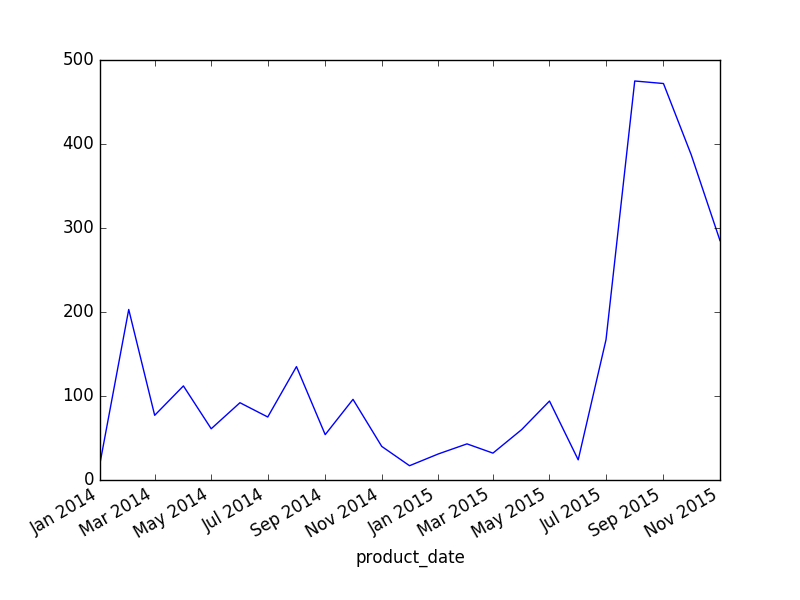 500
400
300
200
100
0
Jan 2014
Mar 2014
May 2014
Jul 2014
Sep 2014
Nov 2014
Jan 2015
Mar 2015
May 2015
Jul 2015
Sep 2015
Nov 2015
product_date